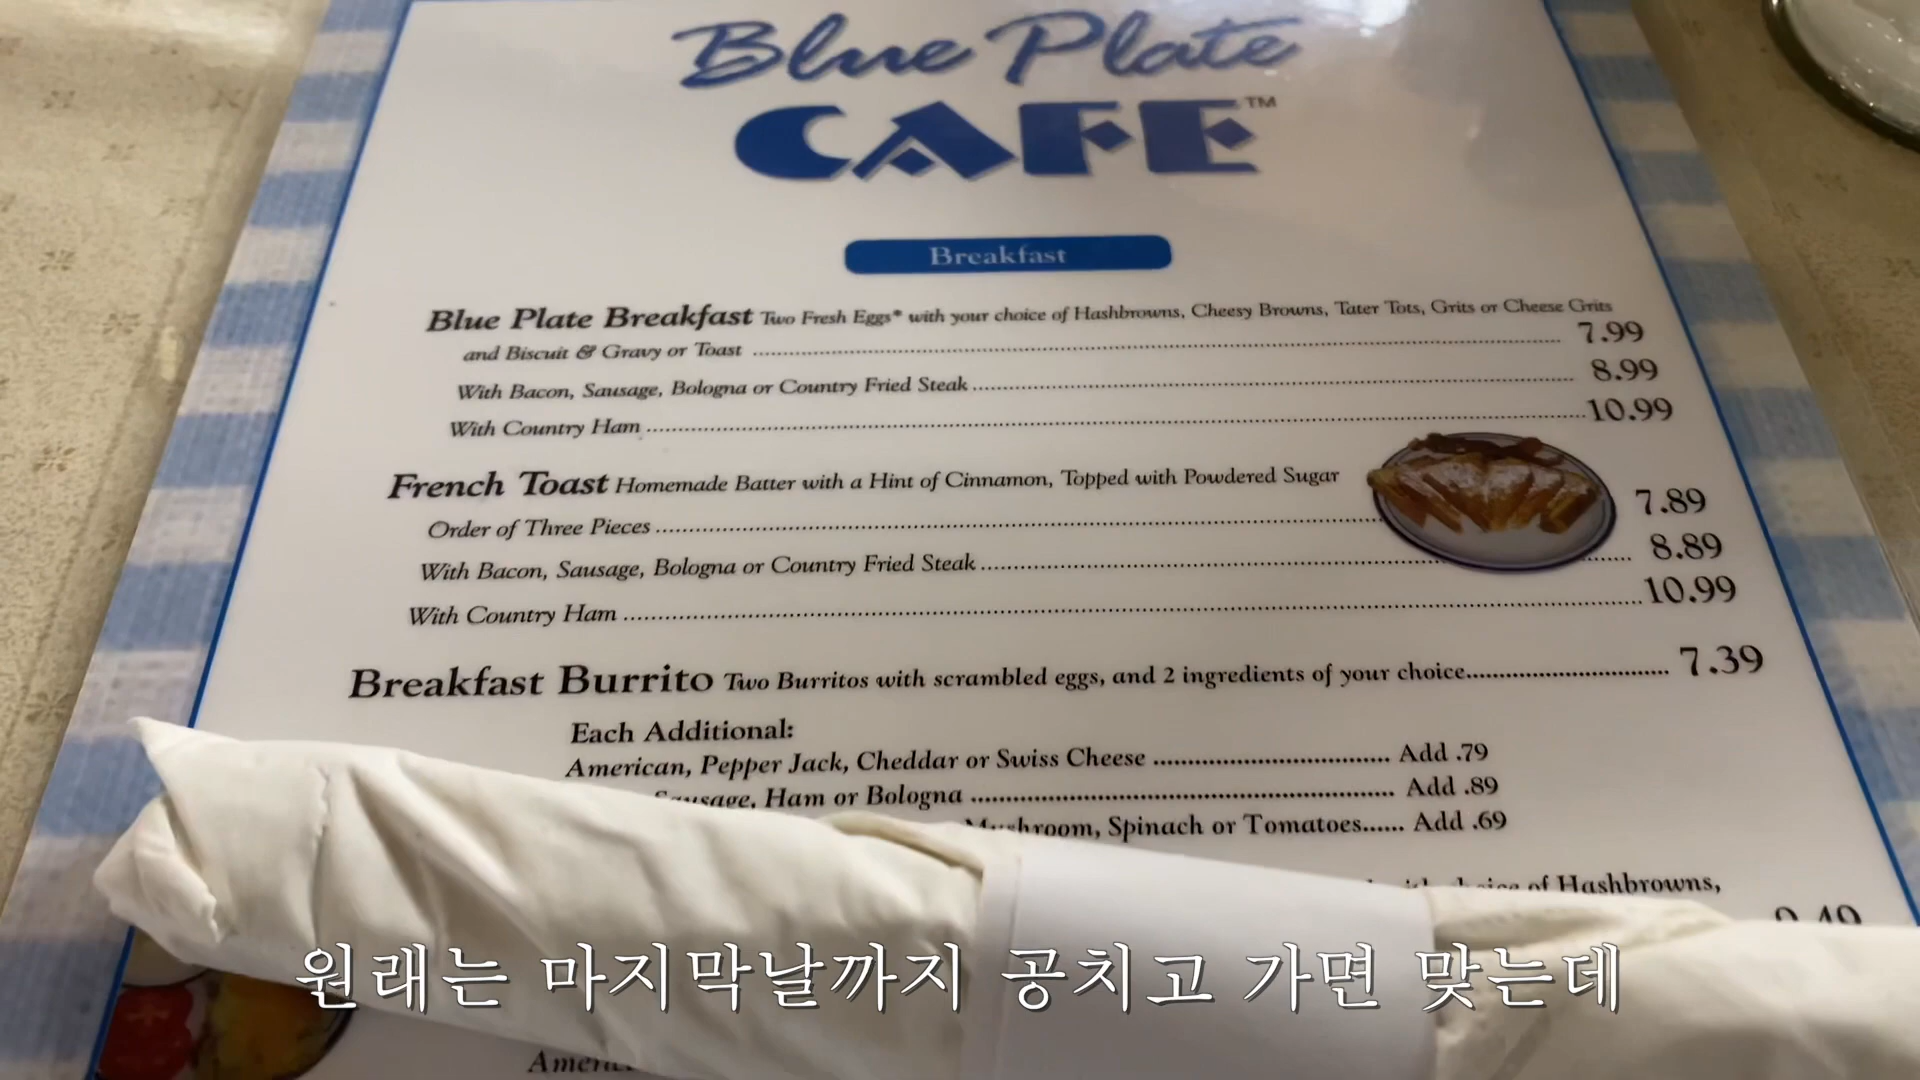 Blue Plate
CAFE™
Breakfast
Blue Plate Breakfast Two Fresh Eggs* with your choice of Hashbrowns, Cheesy Browns, Tater Tots, Grits or Cheese Grits
and Biscuit & Gravy or Toast ........ 7.99
With Bacon, Sausage, Bologna or Country Fried Steak ........ 8.99
With Country Ham ........ 10.99
French Toast Homemade Batter with a Hint of Cinnamon, Topped with Powdered Sugar
Order of Three Pieces ........ 7.89
With Bacon, Sausage, Bologna or Country Fried Steak ........ 8.89
With Country Ham ........ 10.99
Breakfast Burrito Two Burritos with scrambled eggs, and 2 ingredients of your choice........ 7.39
Each Additional:
American, Pepper Jack, Cheddar or Swiss Cheese ........ Add .79
Sausage, Ham or Bologna ........ Add .89
Mushroom, Spinach or Tomatoes...... Add .69
of Hashbrowns,
원래는 마지막날까지 공치고 가면 맞는데